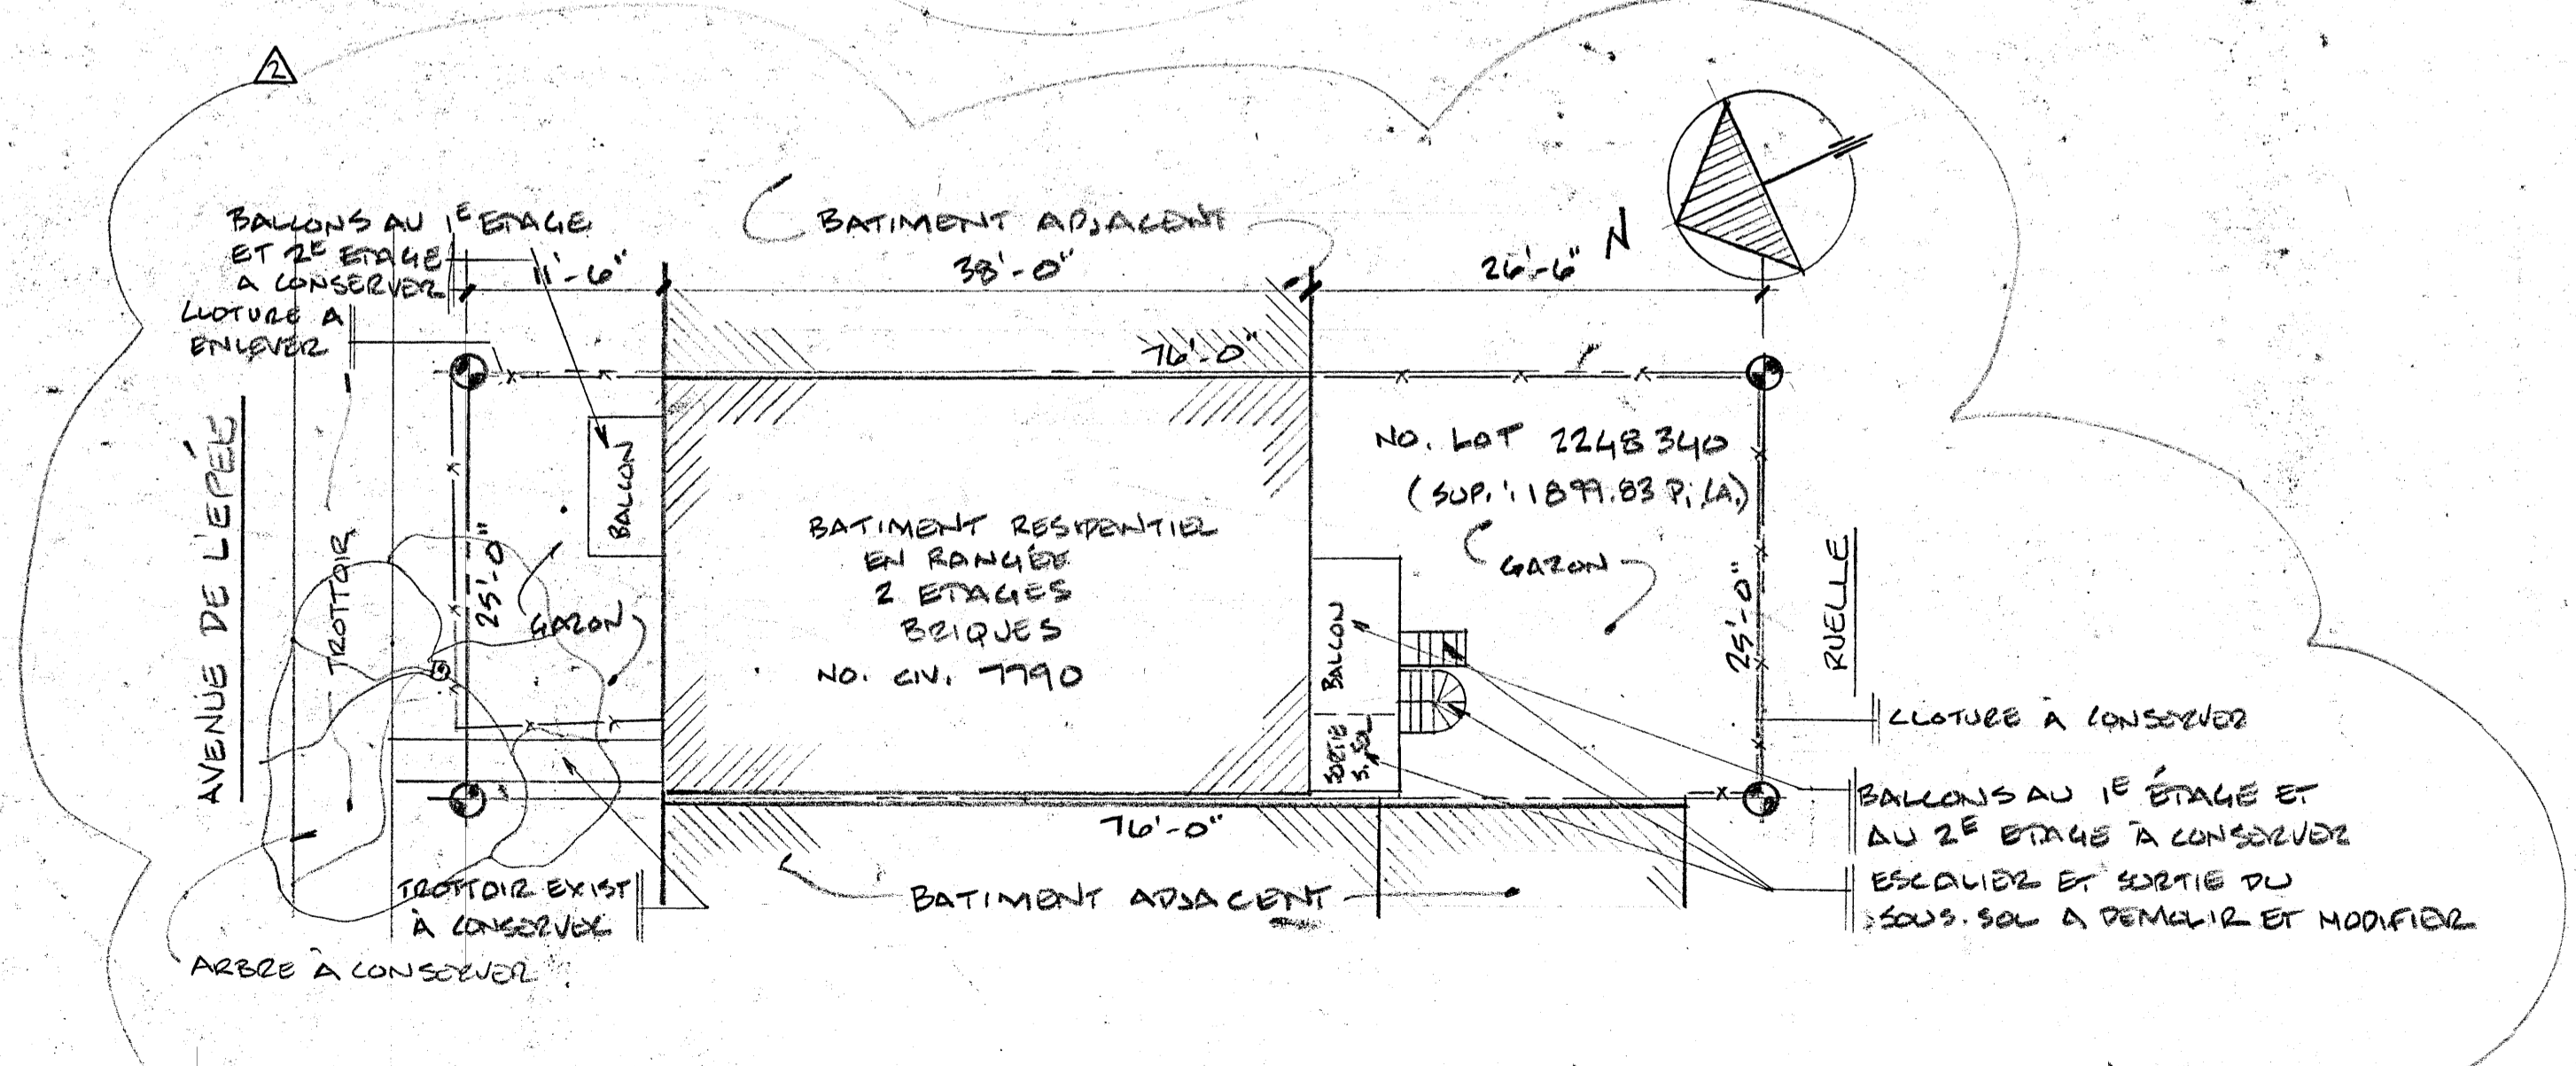 2
BALCONS AU 1E ETAGE
ET 2E ETAGE
A CONSERVER
CLOTURE A
ENLEVER
11'-6"
BATIMENT ADJACENT
38'-0"
26'-6"
N
76'-0"
AVENUE DE L'EPÉE
TROTTOIR
25'-0"
BALCON
GAZON
BATIMENT RESIDENTIEL
EN RANGÉE
2 ETAGES
BRIQUES
NO. CIV. 7790
NO. LOT 2248340
(SUP.: 1899.83 Pi.(A.)
GAZON
BALCON
SORTIE
S. SOL
25'-0"
RUELLE
CLOTURE À CONSERVER
BALCONS AU 1E ÉTAGE ET
AU 2E ETAGE À CONSERVER
ESCALIER ET SORTIE DU
SOUS.SOL A DEMOLIR ET MODIFIER
76'-0"
BATIMENT ADJACENT
TROTTOIR EXIST
À CONSERVER
ARBRE À CONSERVER